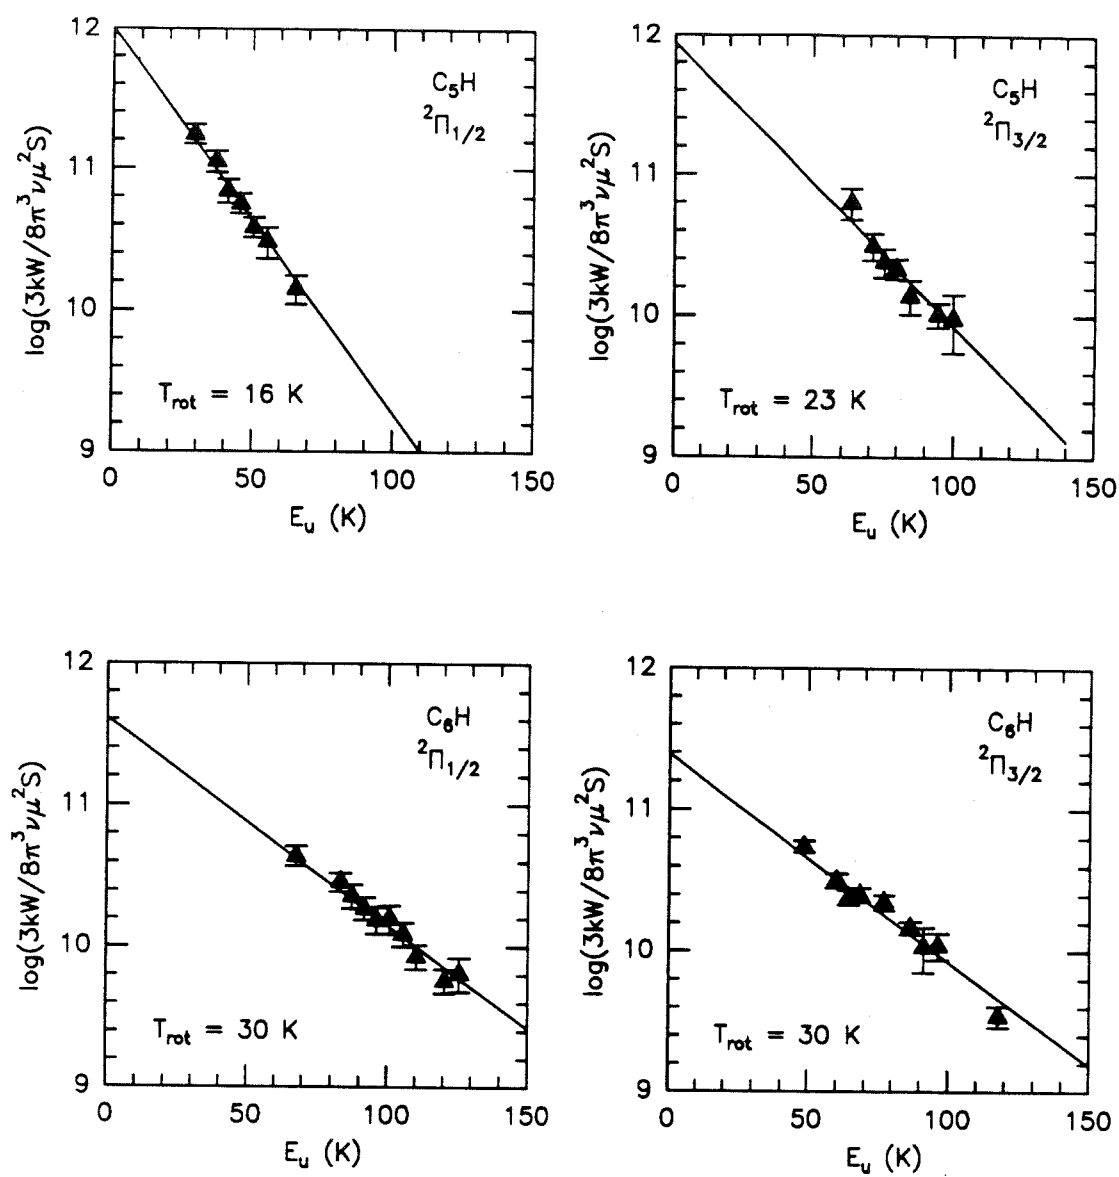 12
11
10
9
0
50
100
150
log(3kW/8π³νμ²S)
E_u (K)
C₅H
²Π₁/₂
T_rot = 16 K
12
11
10
9
0
50
100
150
log(3kW/8π³νμ²S)
E_u (K)
C₅H
²Π₃/₂
T_rot = 23 K
12
11
10
9
0
50
100
150
log(3kW/8π³νμ²S)
E_u (K)
C₆H
²Π₁/₂
T_rot = 30 K
12
11
10
9
0
50
100
150
log(3kW/8π³νμ²S)
E_u (K)
C₆H
²Π₃/₂
T_rot = 30 K